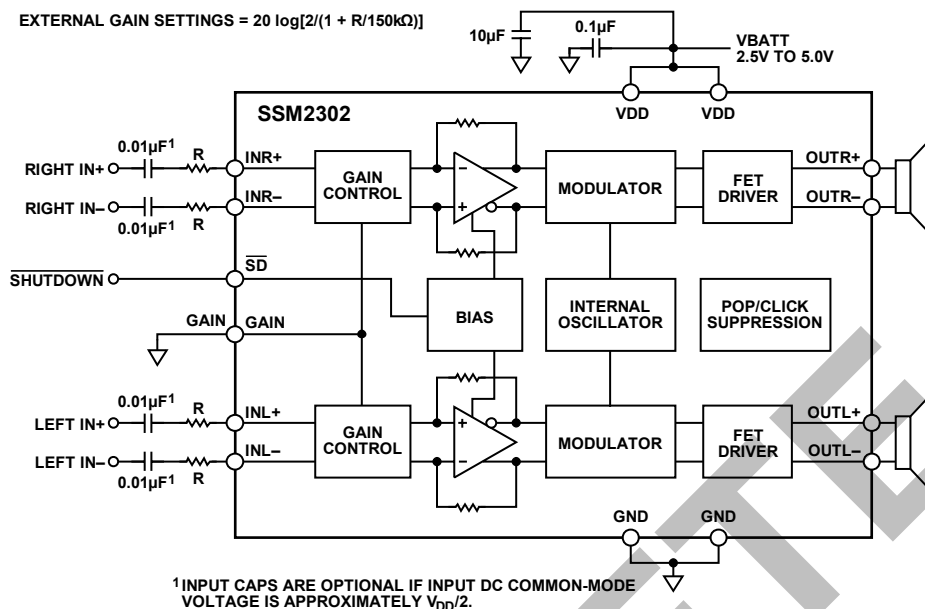 EXTERNAL GAIN SETTINGS = 20 log[2/(1 + R/150kΩ)]
10µF
0.1µF
VBATT
2.5V TO 5.0V
SSM2302
VDD
VDD
0.01µF1
R
RIGHT IN+
INR+
GAIN
CONTROL
MODULATOR
FET
DRIVER
OUTR+
RIGHT IN–
INR–
OUTR–
0.01µF1
R
SHUTDOWN
SD
BIAS
INTERNAL
OSCILLATOR
POP/CLICK
SUPPRESSION
GAIN
GAIN
0.01µF1
R
LEFT IN+
INL+
GAIN
CONTROL
MODULATOR
FET
DRIVER
OUTL+
LEFT IN–
INL–
OUTL–
0.01µF1
R
GND
GND
1 INPUT CAPS ARE OPTIONAL IF INPUT DC COMMON-MODE
VOLTAGE IS APPROXIMATELY VDD/2.